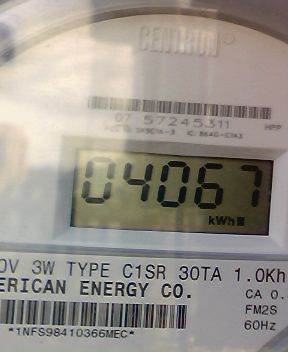 CENTRON
07 57245311 HPP
04067
kWh
0V 3W TYPE C1SR 30TA 1.0Kh
ERICAN ENERGY CO.
CA 0.
FM2S
*1NFS98410366MEC* 60Hz